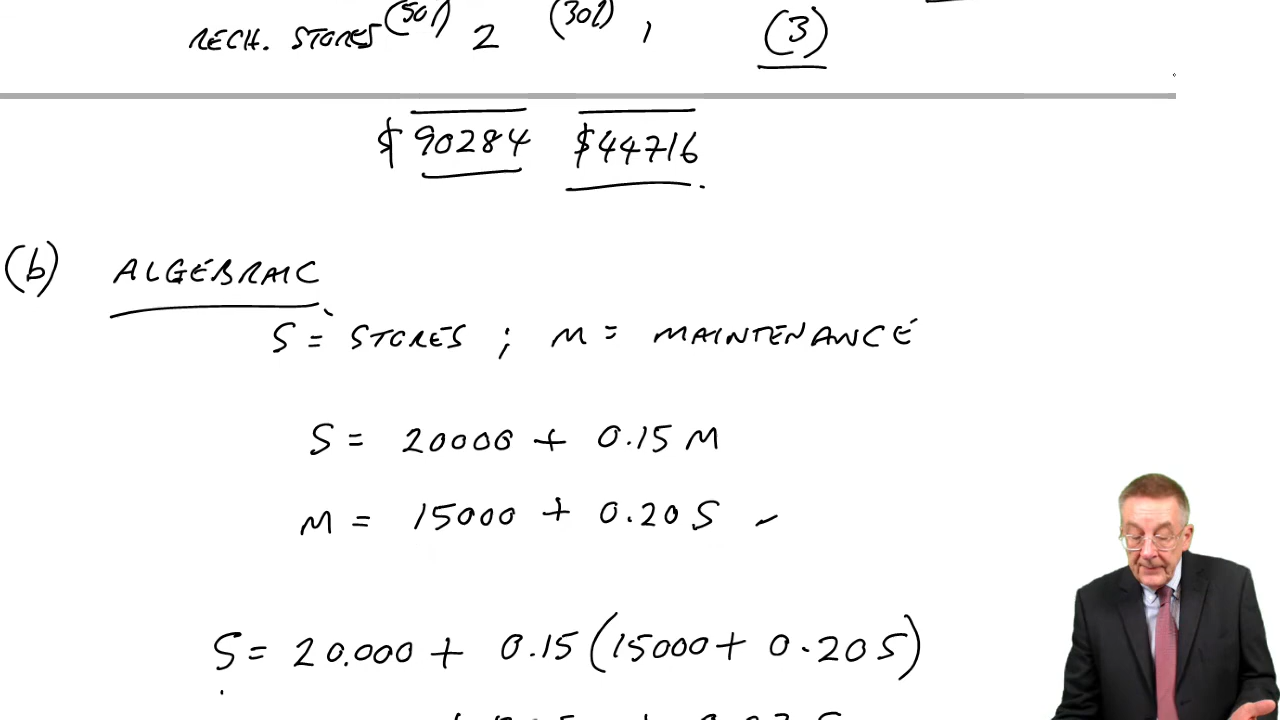 RECH. STORES (50%) 2 (30%) 1 (3)
$90284 $44716
(b) ALGEBRAIC
S = STORES ; M = MAINTENANCE
S = 20000 + 0.15 M
M = 15000 + 0.20 S
S = 20,000 + 0.15 (15000 + 0.20 S)